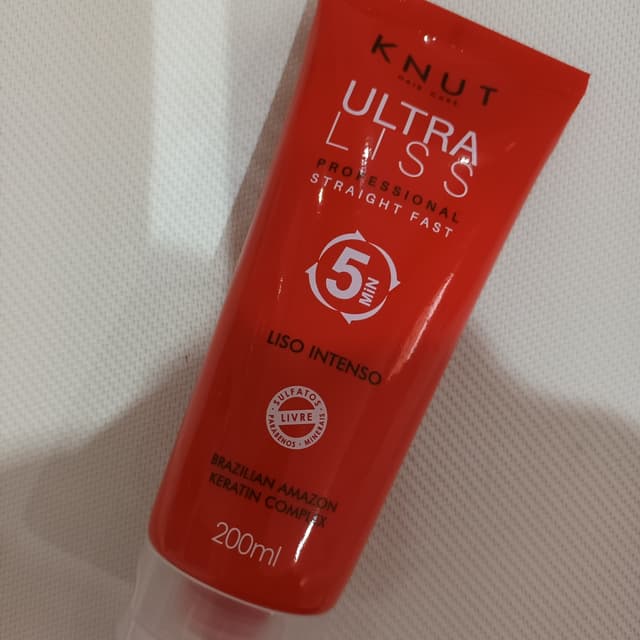 KNUT
HAIR CARE
ULTRA
LISS
PROFESSIONAL
STRAIGHT FAST
5
MiN
LISO INTENSO
SULFATOS
LIVRE
PARABENOS • MINERAIS
BRAZILIAN AMAZON
KERATIN COMPLEX
200ml